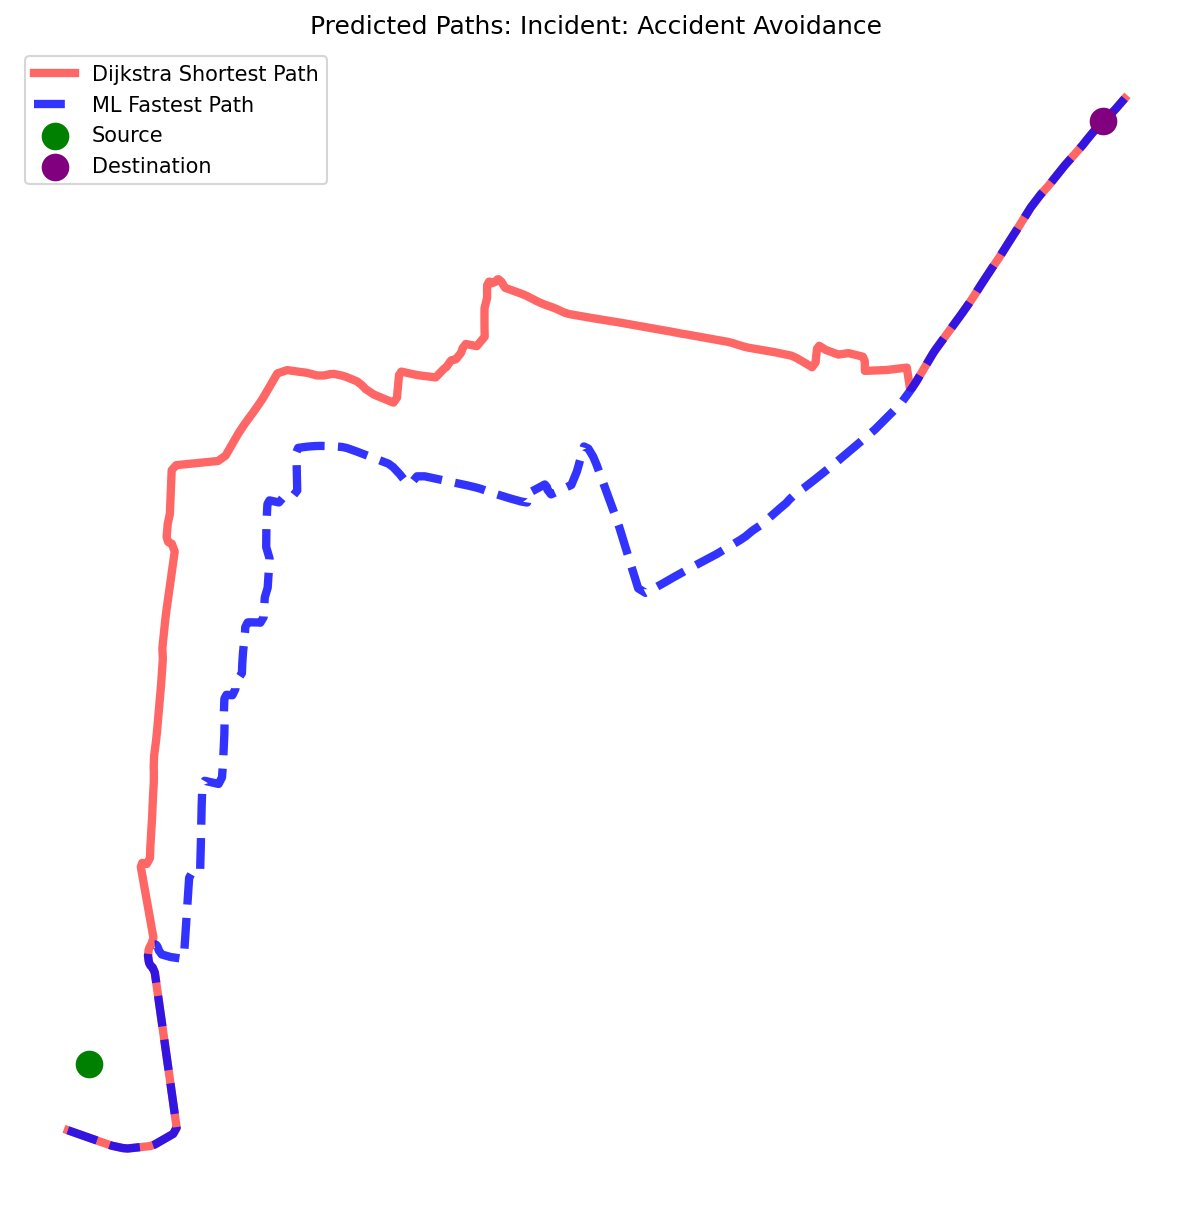 Predicted Paths: Incident: Accident Avoidance
Dijkstra Shortest Path
ML Fastest Path
Source
Destination